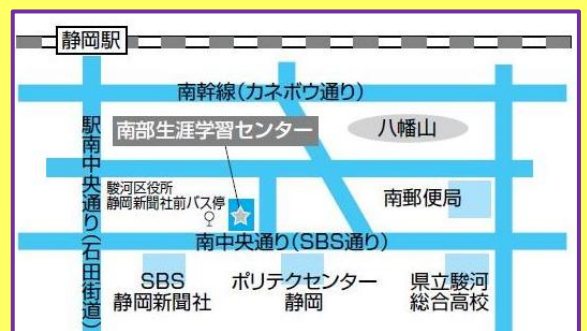 静岡駅
南幹線(カネボウ通り)
南部生涯学習センター
八幡山
駅南中央通り(石田街道)
駿河区役所
静岡新聞社前バス停
南郵便局
南中央通り(SBS通り)
SBS
静岡新聞社
ポリテクセンター
静岡
県立駿河
総合高校